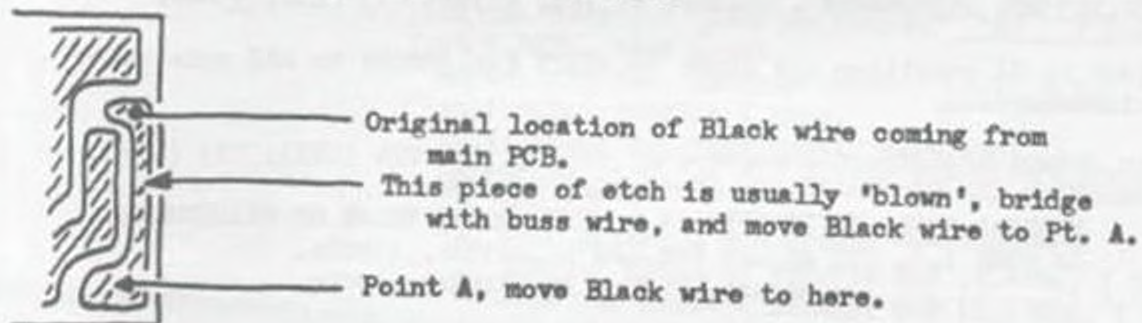 Original location of Black wire coming from
main PCB.
This piece of etch is usually 'blown', bridge
with buss wire, and move Black wire to Pt. A.
Point A, move Black wire to here.